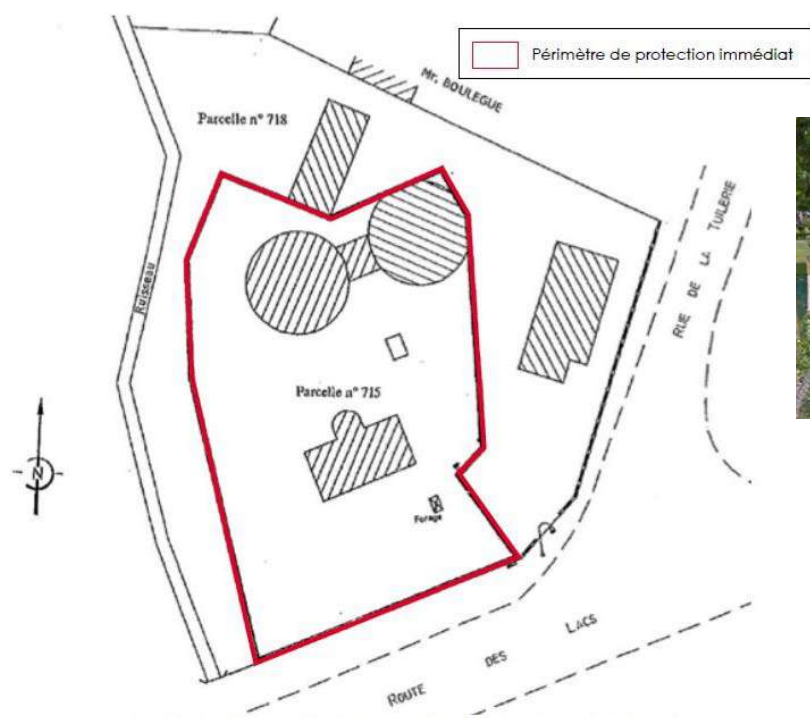 Périmètre de protection immédiat
Mr. BOULEGUE
Parcelle n° 718
RUE DE LA TUILERIE
Ruisseau
Parcelle n° 715
N
Forage
ROUTE DES LACS